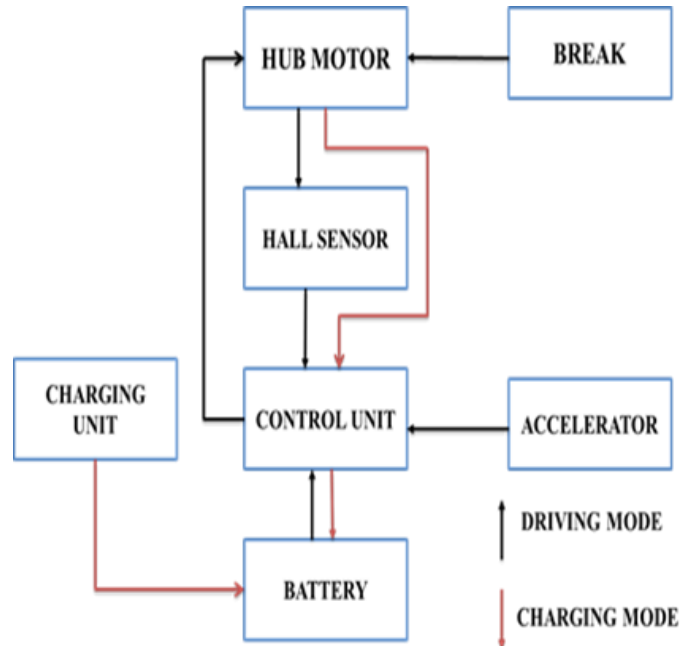 HUB MOTOR
BREAK
HALL SENSOR
CHARGING
UNIT
CONTROL UNIT
ACCELERATOR
DRIVING MODE
BATTERY
CHARGING MODE